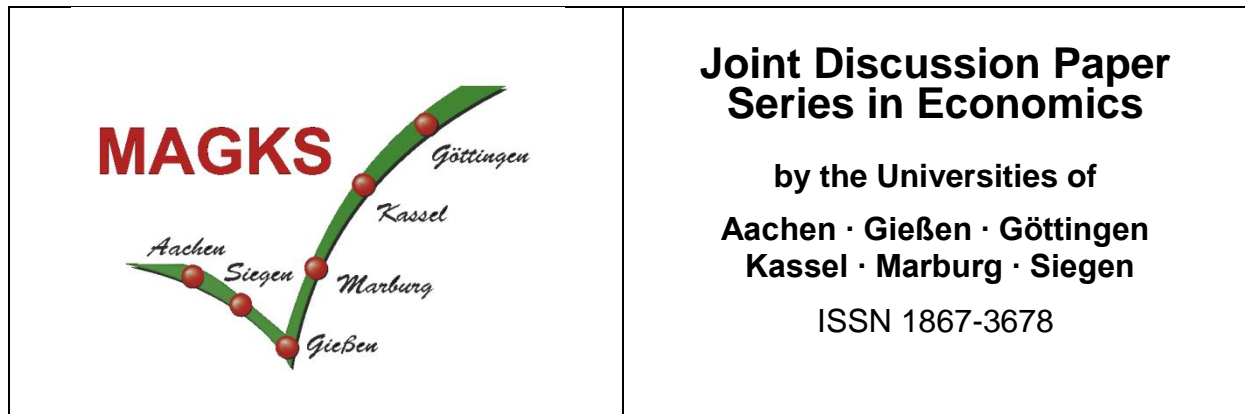 MAGKS
Göttingen
Kassel
Aachen
Siegen
Marburg
Gießen
Joint Discussion Paper
Series in Economics
by the Universities of
Aachen · Gießen · Göttingen
Kassel · Marburg · Siegen
ISSN 1867-3678